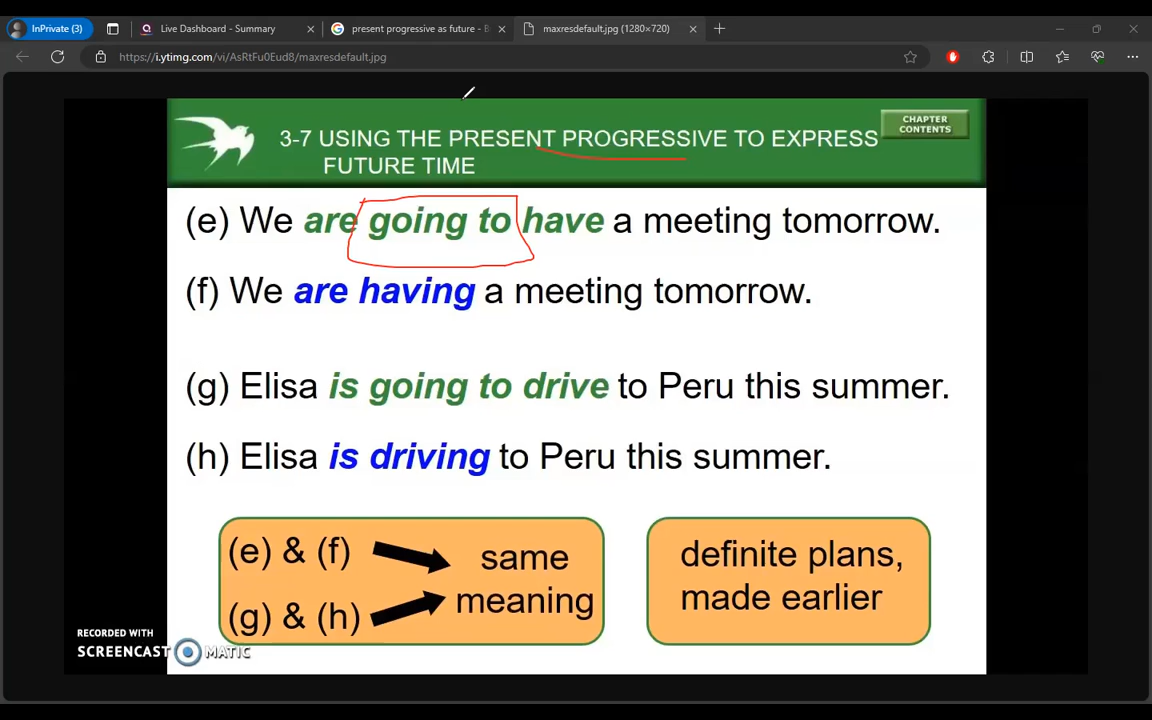 InPrivate (3)
Live Dashboard - Summary
present progressive as future - B
maxresdefault.jpg (1280×720)
https://i.ytimg.com/vi/AsRtFu0Eud8/maxresdefault.jpg
3-7 USING THE PRESENT PROGRESSIVE TO EXPRESS
FUTURE TIME
CHAPTER
CONTENTS
(e) We are going to have a meeting tomorrow.
(f) We are having a meeting tomorrow.
(g) Elisa is going to drive to Peru this summer.
(h) Elisa is driving to Peru this summer.
(e) & (f)
(g) & (h)
same
meaning
definite plans,
made earlier
RECORDED WITH
SCREENCAST MATIC